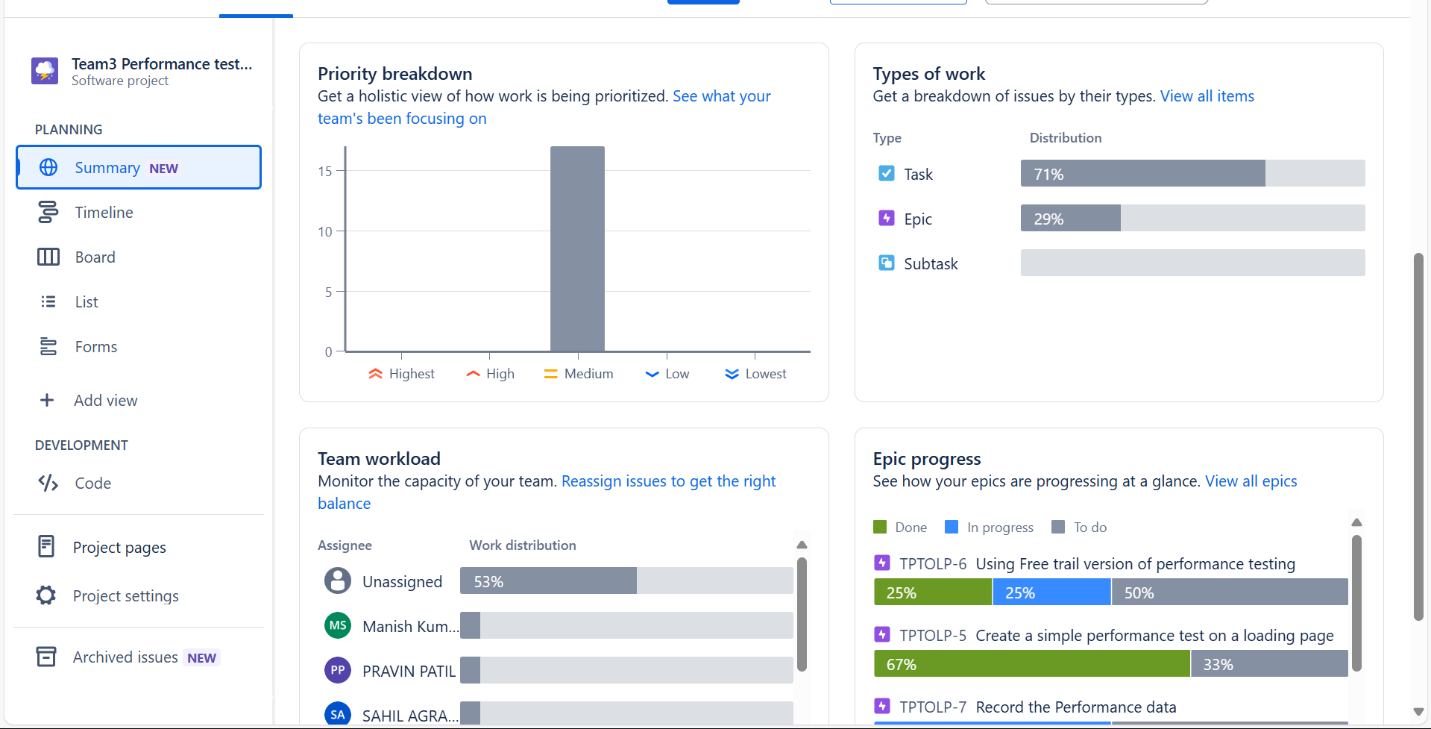 Team3 Performance test...
Software project
PLANNING
Summary NEW
Timeline
Board
List
Forms
Add view
DEVELOPMENT
Code
Project pages
Project settings
Archived issues NEW
Priority breakdown
Get a holistic view of how work is being prioritized. See what your
team's been focusing on
15
10
5
0
Highest High Medium Low Lowest
Types of work
Get a breakdown of issues by their types. View all items
Type Distribution
Task 71%
Epic 29%
Subtask
Team workload
Monitor the capacity of your team. Reassign issues to get the right
balance
Assignee Work distribution
Unassigned 53%
MS Manish Kum...
PP PRAVIN PATIL
SA SAHIL AGRA...
Epic progress
See how your epics are progressing at a glance. View all epics
Done In progress To do
TPTOLP-6 Using Free trail version of performance testing
25% 25% 50%
TPTOLP-5 Create a simple performance test on a loading page
67% 33%
TPTOLP-7 Record the Performance data